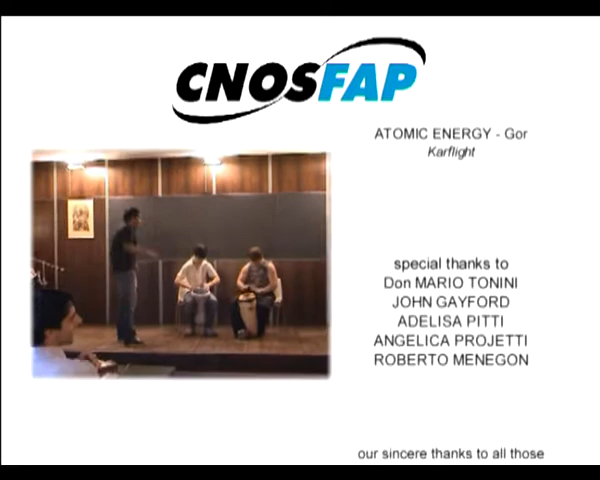 CNOSFAP
ATOMIC ENERGY - Gor
Karflight
special thanks to
Don MARIO TONINI
JOHN GAYFORD
ADELISA PITTI
ANGELICA PROJETTI
ROBERTO MENEGON
our sincere thanks to all those